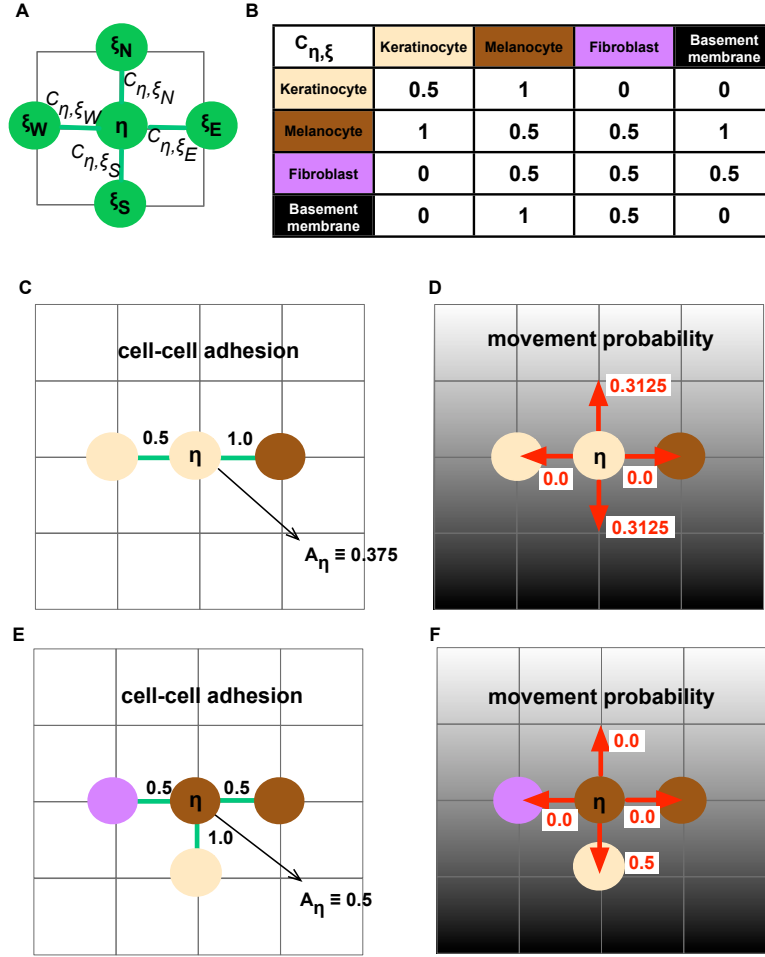 A
ξN
Cη,ξN
Cη,ξW
ξW
η
ξE
Cη,ξE
Cη,ξS
ξS
B
Cη,ξ Keratinocyte Melanocyte Fibroblast Basement membrane
Keratinocyte 0.5 1 0 0
Melanocyte 1 0.5 0.5 1
Fibroblast 0 0.5 0.5 0.5
Basement membrane 0 1 0.5 0
C
cell-cell adhesion
0.5 1.0
η
Aη ≡ 0.375
D
movement probability
0.3125
η
0.0 0.0
0.3125
E
cell-cell adhesion
0.5 0.5
η
1.0
Aη ≡ 0.5
F
movement probability
0.0
η
0.0 0.0
0.5